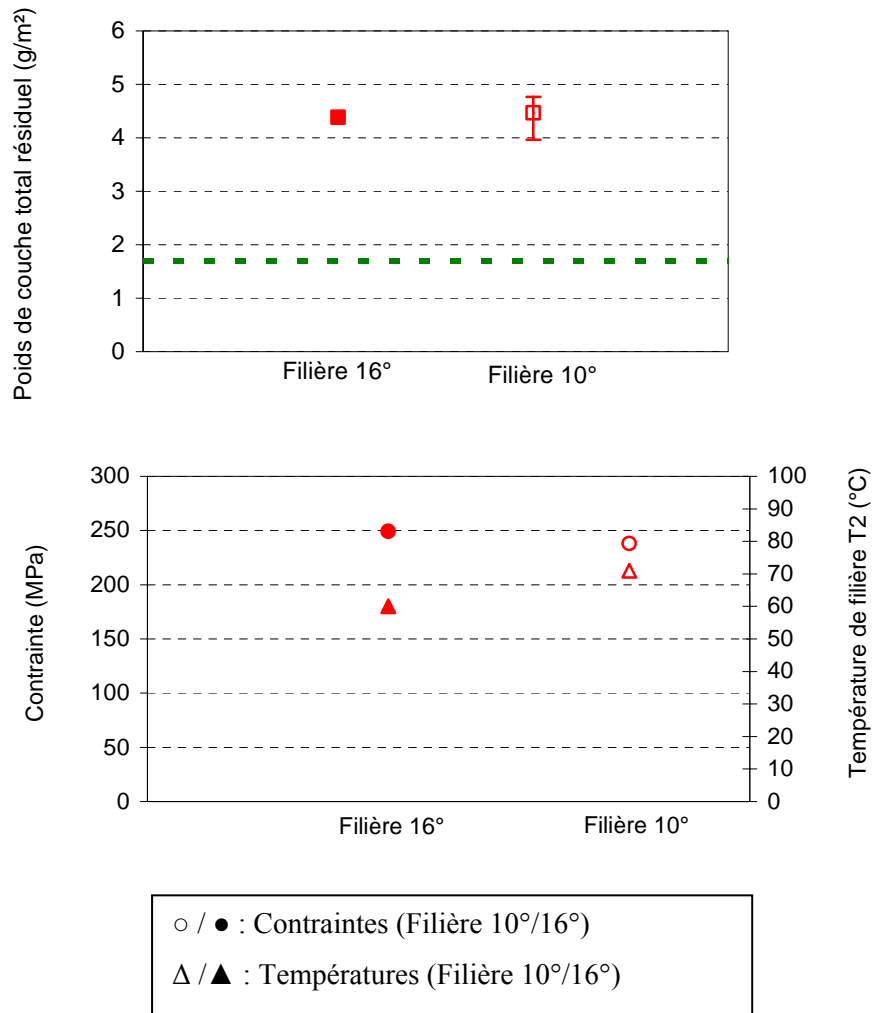 Poids de couche total résiduel (g/m²)
6
5
4
3
2
1
0
Filière 16°
Filière 10°
Contrainte (MPa)
300
250
200
150
100
50
0
100
90
80
70
60
50
40
30
20
10
0
Température de filière T2 (°C)
Filière 16°
Filière 10°
○ / ● : Contraintes (Filière 10°/16°)
Δ /▲ : Températures (Filière 10°/16°)